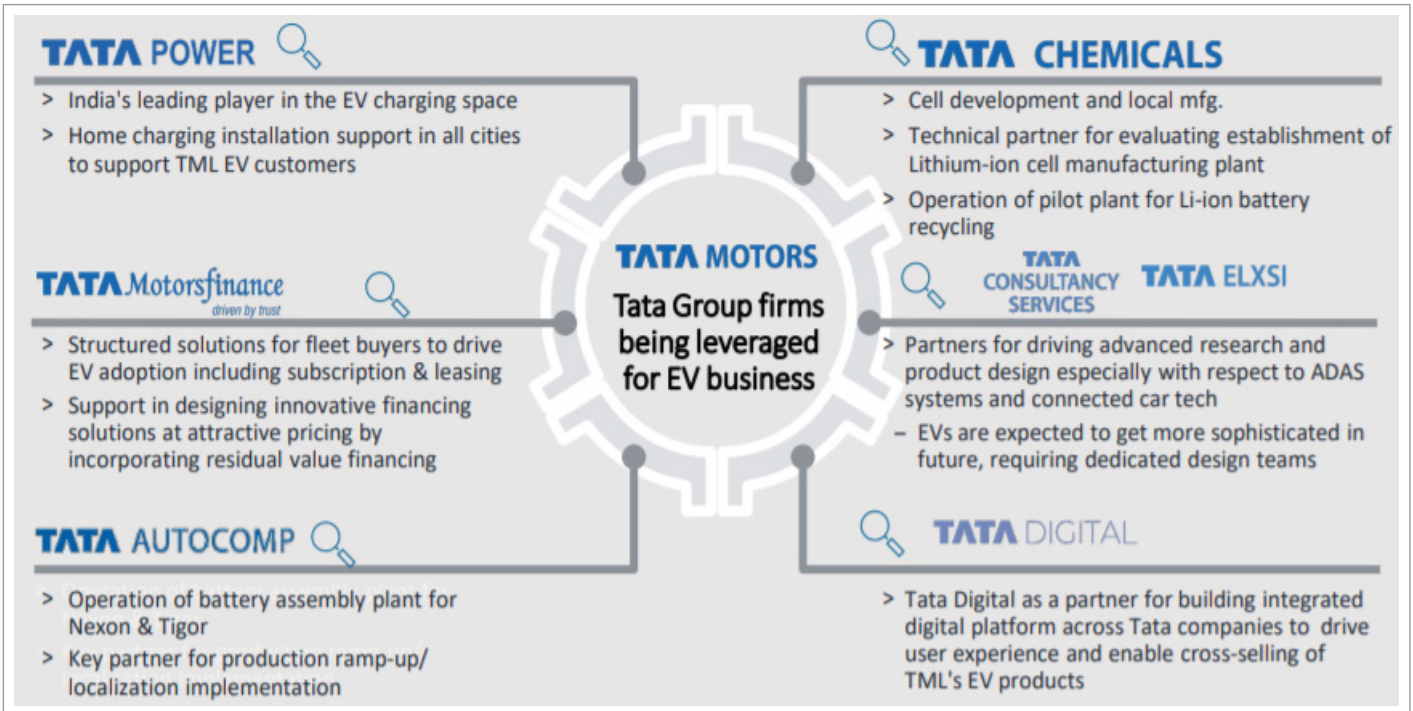 TATA POWER
> India's leading player in the EV charging space
> Home charging installation support in all cities
to support TML EV customers
TATA Motorsfinance
driven by trust
> Structured solutions for fleet buyers to drive
EV adoption including subscription & leasing
> Support in designing innovative financing
solutions at attractive pricing by
incorporating residual value financing
TATA AUTOCOMP
> Operation of battery assembly plant for
Nexon & Tigor
> Key partner for production ramp-up/
localization implementation
TATA MOTORS
Tata Group firms
being leveraged
for EV business
TATA CHEMICALS
> Cell development and local mfg.
> Technical partner for evaluating establishment of
Lithium-ion cell manufacturing plant
> Operation of pilot plant for Li-ion battery
recycling
TATA
CONSULTANCY
SERVICES
TATA ELXSI
> Partners for driving advanced research and
product design especially with respect to ADAS
systems and connected car tech
– EVs are expected to get more sophisticated in
future, requiring dedicated design teams
TATA DIGITAL
> Tata Digital as a partner for building integrated
digital platform across Tata companies to drive
user experience and enable cross-selling of
TML's EV products